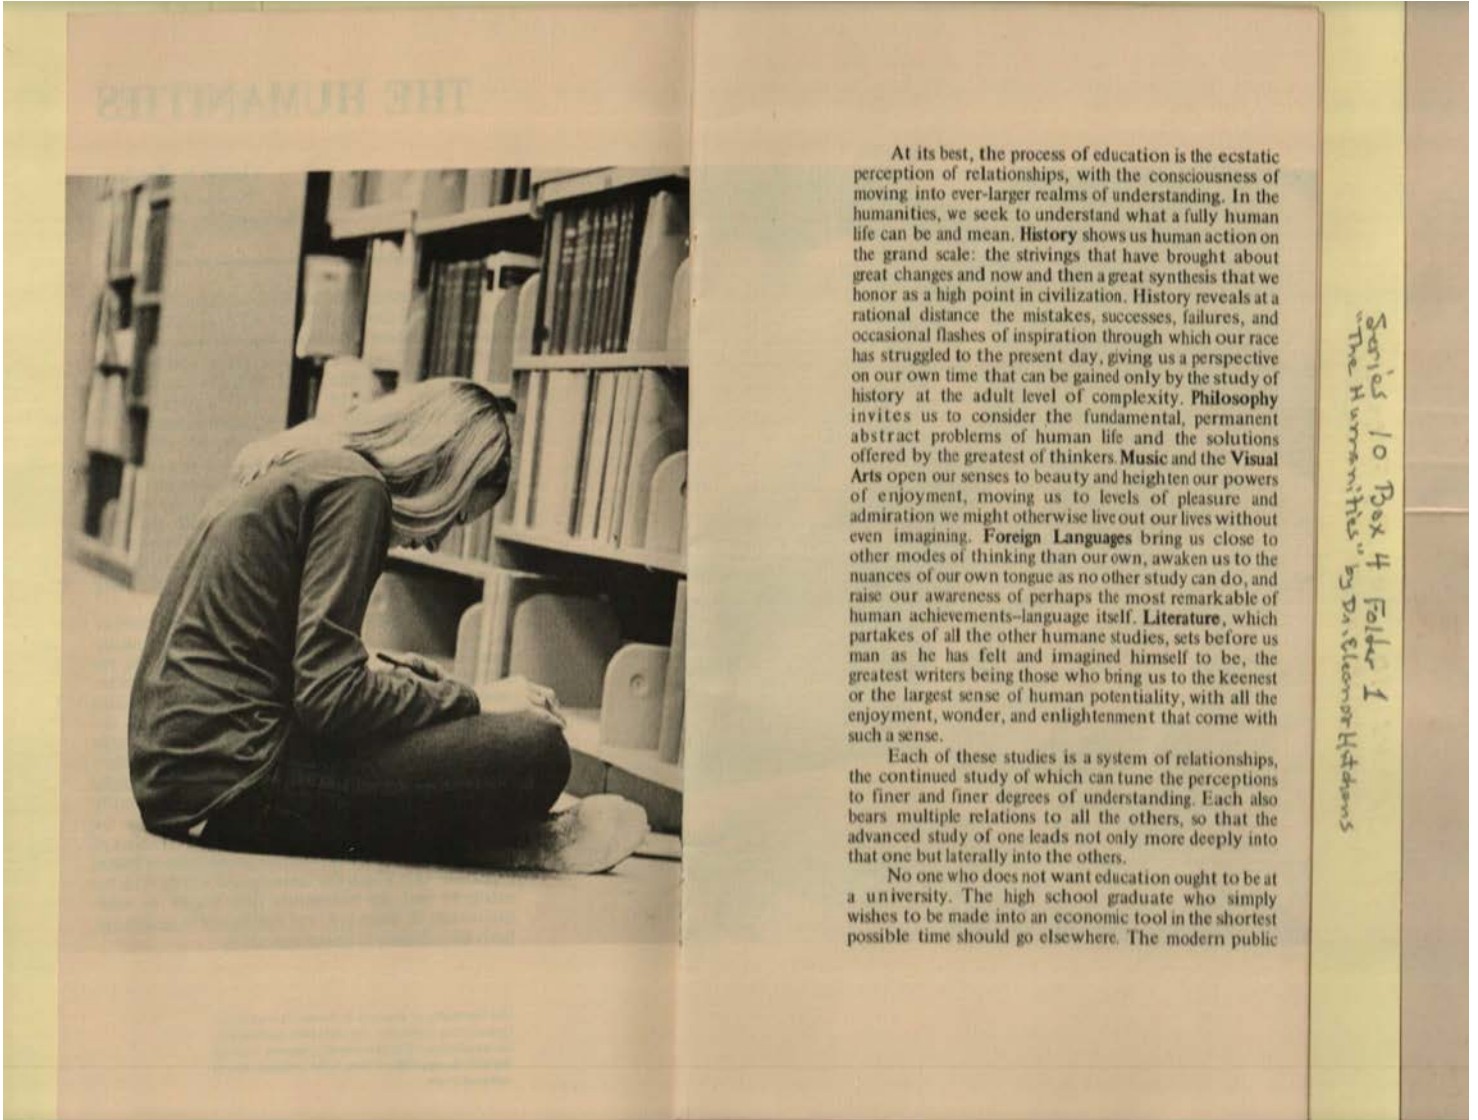 THE HUMANITIES
At its best, the process of education is the ecstatic
perception of relationships, with the consciousness of
moving into ever-larger realms of understanding. In the
humanities, we seek to understand what a fully human
life can be and mean. History shows us human action on
the grand scale: the strivings that have brought about
great changes and now and then a great synthesis that we
honor as a high point in civilization. History reveals at a
rational distance the mistakes, successes, failures, and
occasional flashes of inspiration through which our race
has struggled to the present day, giving us a perspective
on our own time that can be gained only by the study of
history at the adult level of complexity. Philosophy
invites us to consider the fundamental, permanent
abstract problems of human life and the solutions
offered by the greatest of thinkers. Music and the Visual
Arts open our senses to beauty and heighten our powers
of enjoyment, moving us to levels of pleasure and
admiration we might otherwise live out our lives without
even imagining. Foreign Languages bring us close to
other modes of thinking than our own, awaken us to the
nuances of our own tongue as no other study can do, and
raise our awareness of perhaps the most remarkable of
human achievements–language itself. Literature, which
partakes of all the other humane studies, sets before us
man as he has felt and imagined himself to be, the
greatest writers being those who bring us to the keenest
or the largest sense of human potentiality, with all the
enjoyment, wonder, and enlightenment that come with
such a sense.
Each of these studies is a system of relationships,
the continued study of which can tune the perceptions
to finer and finer degrees of understanding. Each also
bears multiple relations to all the others, so that the
advanced study of one leads not only more deeply into
that one but laterally into the others.
No one who does not want education ought to be at
a university. The high school graduate who simply
wishes to be made into an economic tool in the shortest
possible time should go elsewhere. The modern public
Series 10 Box 4 Folder 1
"The Humanities" by Dr. Eleanor Hutchens